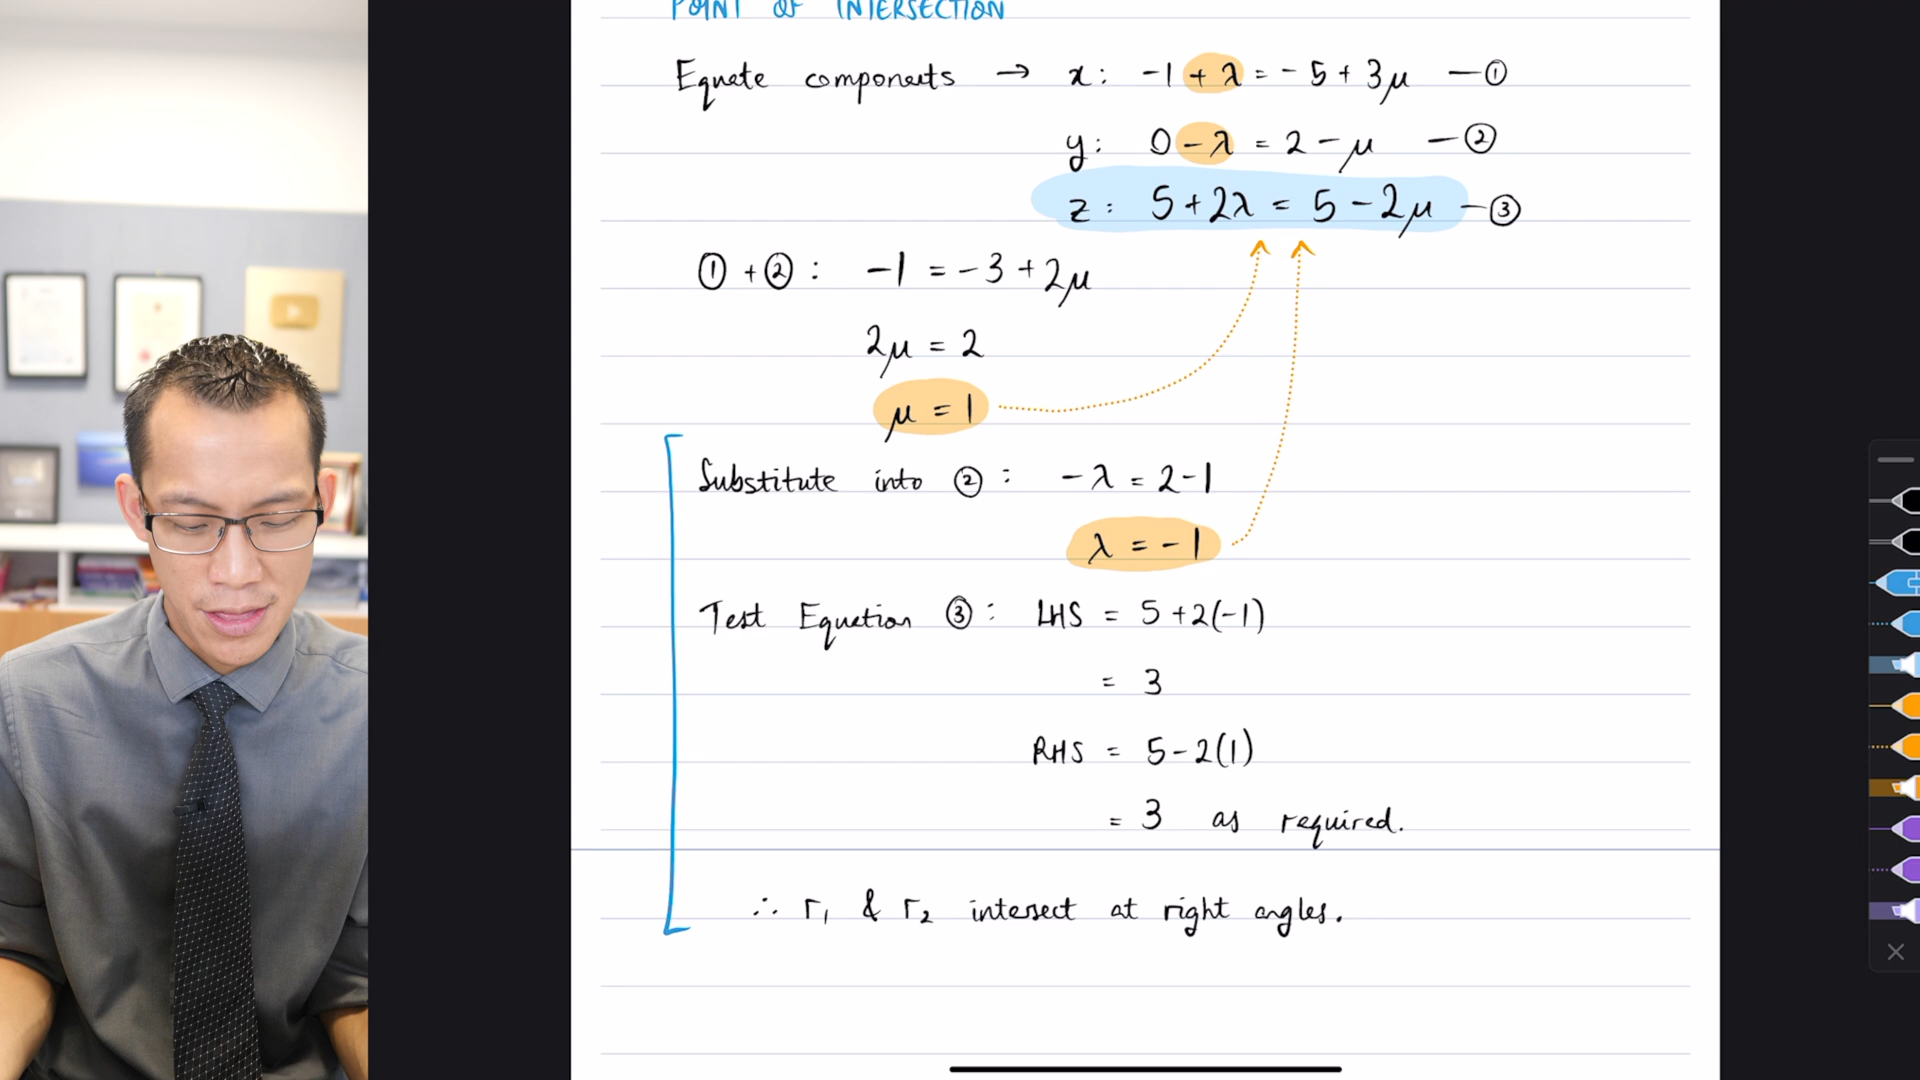 POINT OF INTERSECTION
Equate components → x: -1 + λ = -5 + 3μ —①
y: 0 - λ = 2 - μ —②
z: 5 + 2λ = 5 - 2μ —③
① + ②: -1 = -3 + 2μ
2μ = 2
μ = 1
Substitute into ②: -λ = 2 - 1
λ = -1
Test Equation ③: LHS = 5 + 2(-1)
= 3
RHS = 5 - 2(1)
= 3 as required.
∴ r₁ & r₂ intersect at right angles.